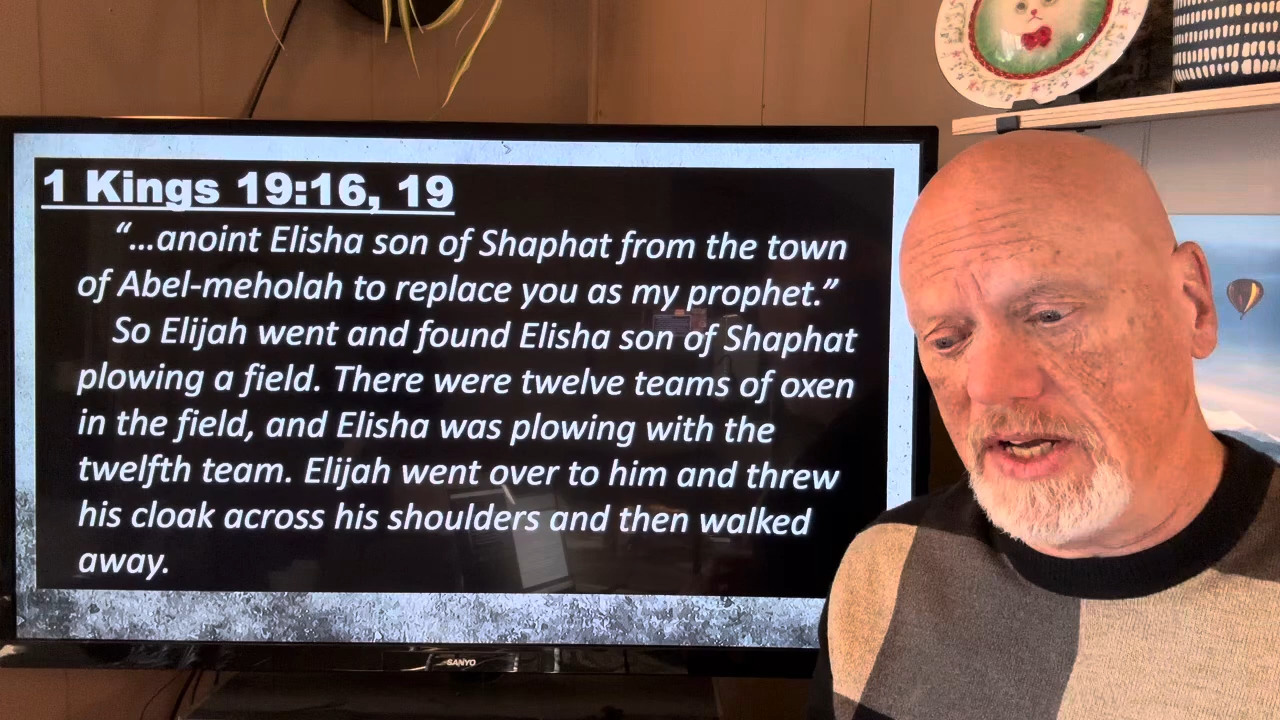 1 Kings 19:16, 19
“...anoint Elisha son of Shaphat from the town
of Abel-meholah to replace you as my prophet.”
So Elijah went and found Elisha son of Shaphat
plowing a field. There were twelve teams of oxen
in the field, and Elisha was plowing with the
twelfth team. Elijah went over to him and threw
his cloak across his shoulders and then walked
away.
SANYO